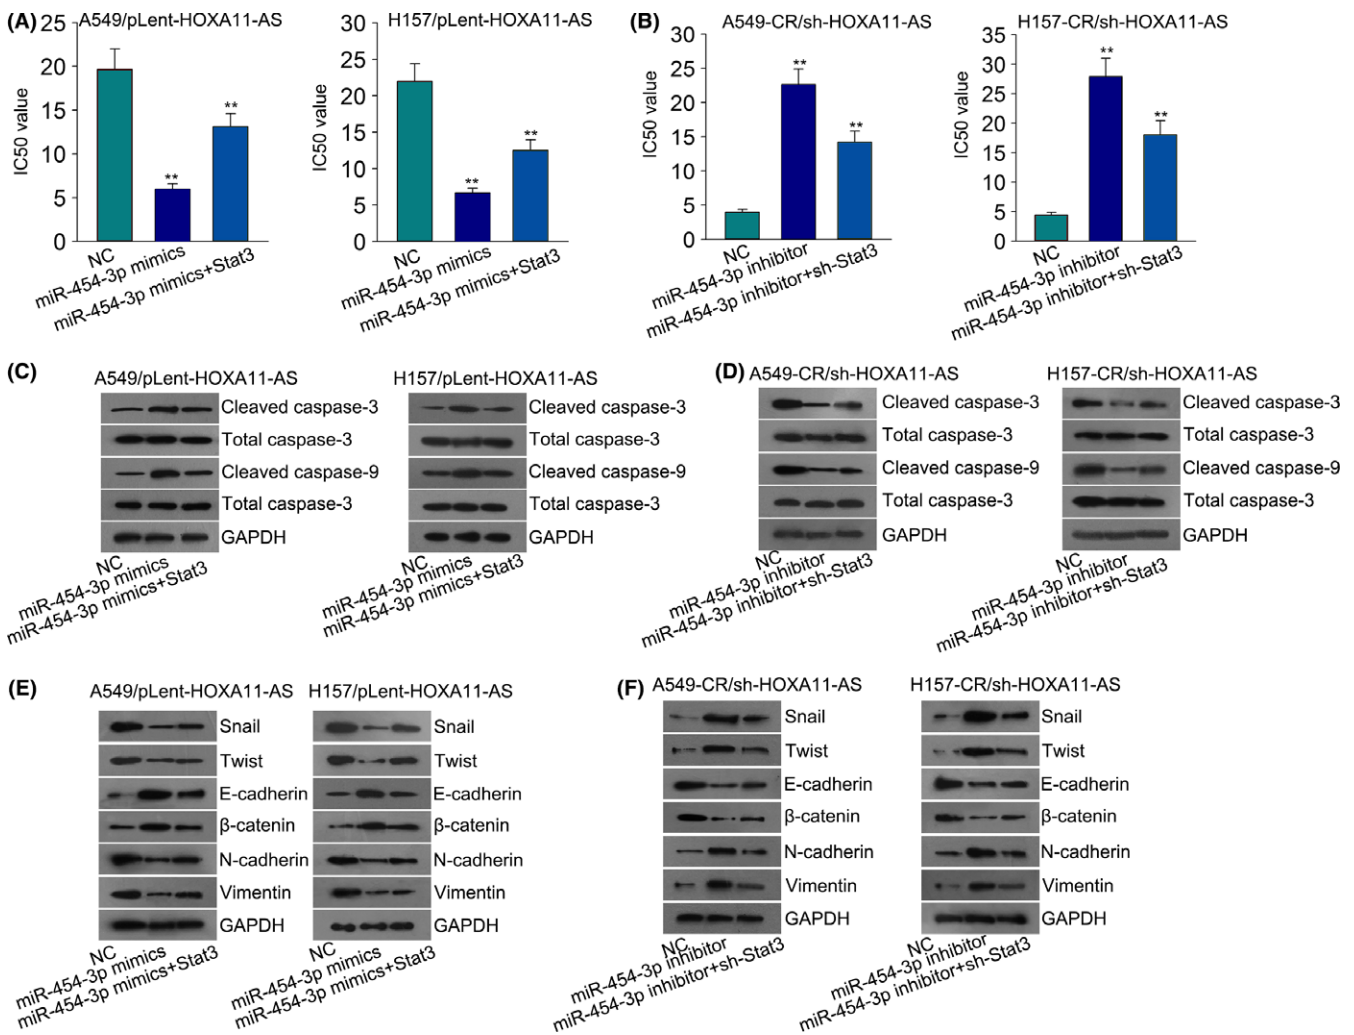 (A) A549/pLent-HOXA11-AS
IC50 value
25
20
15
10
5
0
NC
miR-454-3p mimics
miR-454-3p mimics+Stat3
H157/pLent-HOXA11-AS
IC50 value
30
25
20
15
10
5
0
NC
miR-454-3p mimics
miR-454-3p mimics+Stat3
** **
** **
(B) A549-CR/sh-HOXA11-AS
IC50 value
30
25
20
15
10
5
0
NC
miR-454-3p inhibitor
miR-454-3p inhibitor+sh-Stat3
H157-CR/sh-HOXA11-AS
IC50 value
35
30
25
20
15
10
5
0
NC
miR-454-3p inhibitor
miR-454-3p inhibitor+sh-Stat3
** **
** **
(C) A549/pLent-HOXA11-AS
Cleaved caspase-3
Total caspase-3
Cleaved caspase-9
Total caspase-3
GAPDH
NC
miR-454-3p mimics
miR-454-3p mimics+Stat3
H157/pLent-HOXA11-AS
Cleaved caspase-3
Total caspase-3
Cleaved caspase-9
Total caspase-3
GAPDH
NC
miR-454-3p mimics
miR-454-3p mimics+Stat3
(D) A549-CR/sh-HOXA11-AS
Cleaved caspase-3
Total caspase-3
Cleaved caspase-9
Total caspase-3
GAPDH
NC
miR-454-3p inhibitor
miR-454-3p inhibitor+sh-Stat3
H157-CR/sh-HOXA11-AS
Cleaved caspase-3
Total caspase-3
Cleaved caspase-9
Total caspase-3
GAPDH
NC
miR-454-3p inhibitor
miR-454-3p inhibitor+sh-Stat3
(E) A549/pLent-HOXA11-AS
Snail
Twist
E-cadherin
β-catenin
N-cadherin
Vimentin
GAPDH
NC
miR-454-3p mimics
miR-454-3p mimics+Stat3
H157/pLent-HOXA11-AS
Snail
Twist
E-cadherin
β-catenin
N-cadherin
Vimentin
GAPDH
NC
miR-454-3p mimics
miR-454-3p mimics+Stat3
(F) A549-CR/sh-HOXA11-AS
Snail
Twist
E-cadherin
β-catenin
N-cadherin
Vimentin
GAPDH
NC
miR-454-3p inhibitor
miR-454-3p inhibitor+sh-Stat3
H157-CR/sh-HOXA11-AS
Snail
Twist
E-cadherin
β-catenin
N-cadherin
Vimentin
GAPDH
NC
miR-454-3p inhibitor
miR-454-3p inhibitor+sh-Stat3